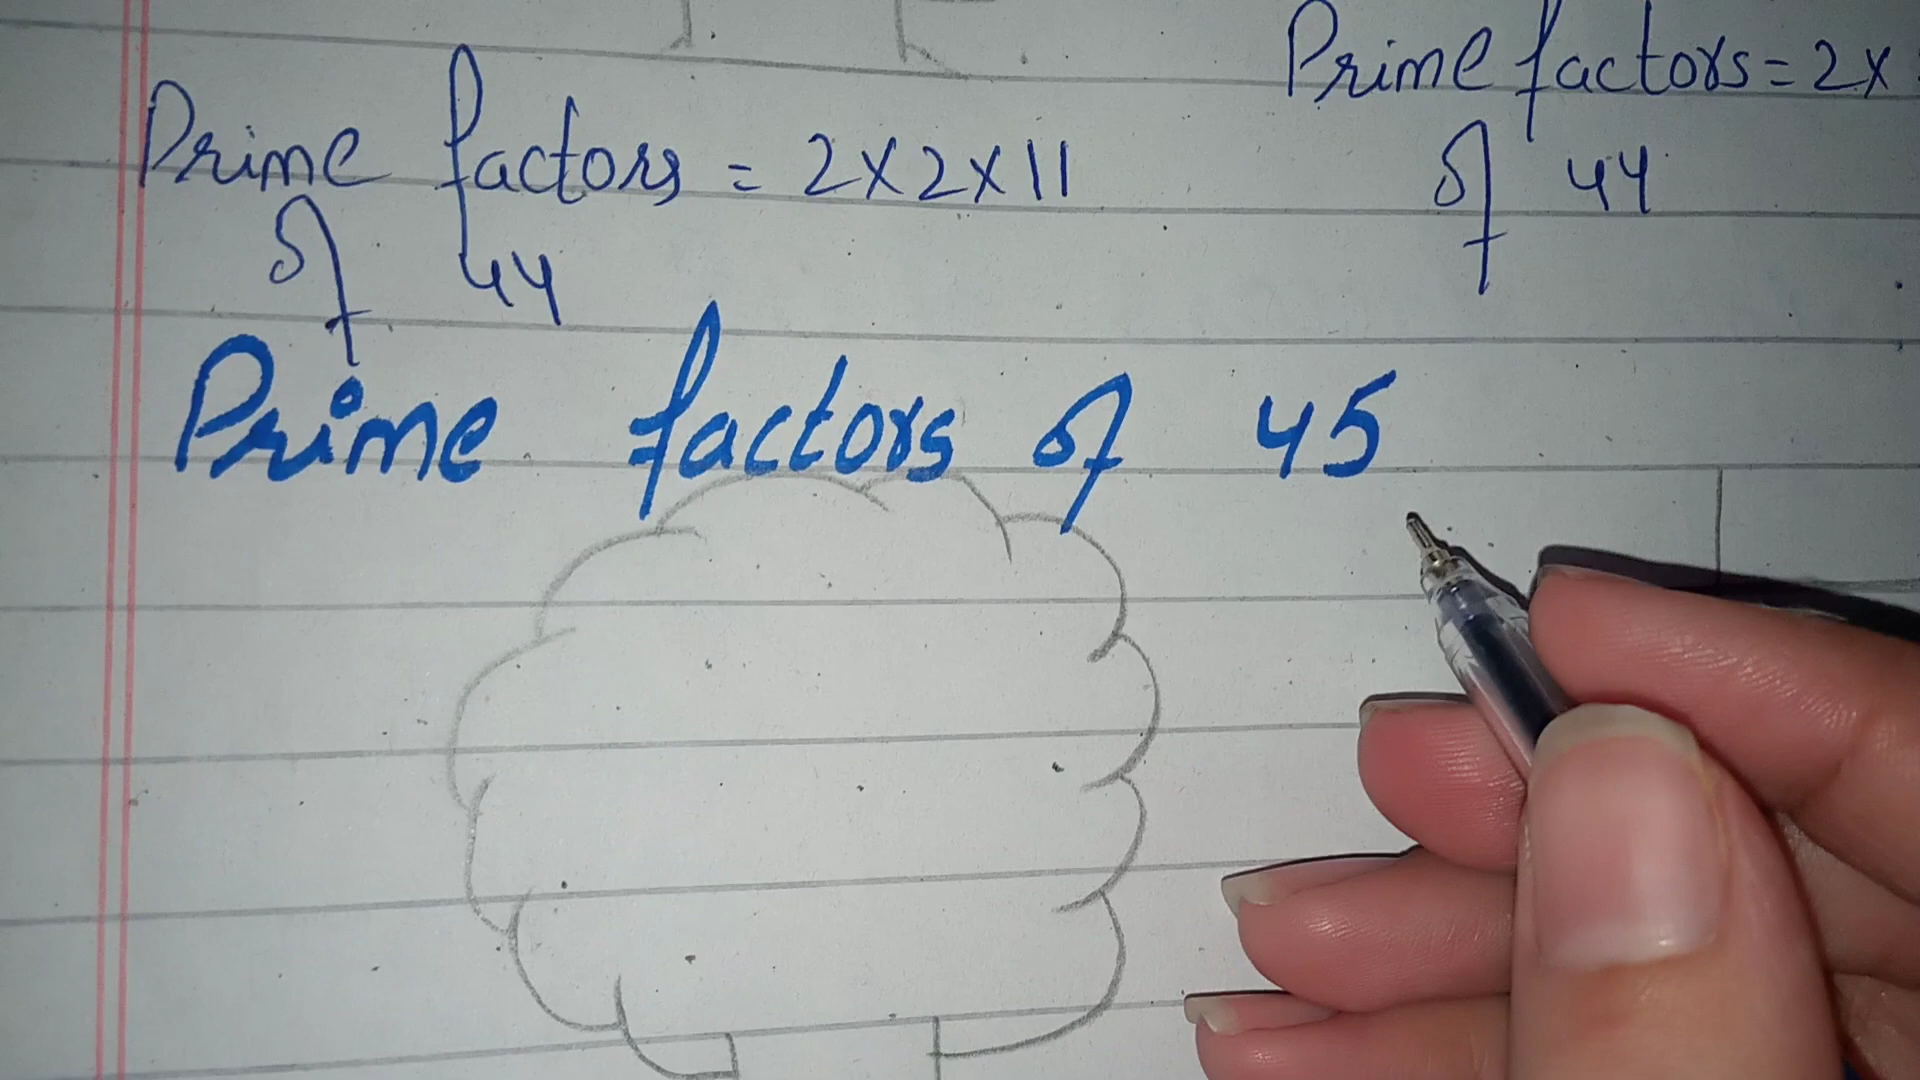 Prime factors = 2x2x11
of 44
Prime factors = 2x
of 44
Prime factors of 45